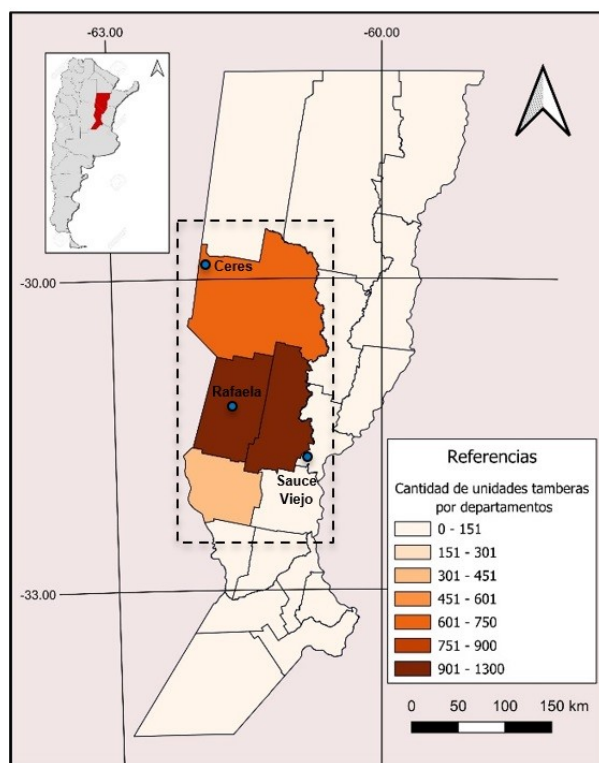 -63.00
-60.00
-30.00
Ceres
Rafaela
Sauce
Viejo
-33.00
Referencias
Cantidad de unidades tamberas
por departamentos
0 - 151
151 - 301
301 - 451
451 - 601
601 - 750
751 - 900
901 - 1300
0 50 100 150 km